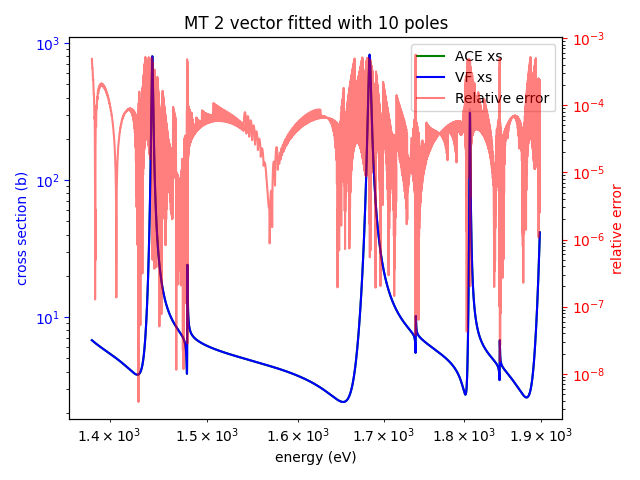 MT 2 vector fitted with 10 poles
ACE xs
VF xs
Relative error
cross section (b)
10³
10²
10¹
relative error
10⁻³
10⁻⁴
10⁻⁵
10⁻⁶
10⁻⁷
10⁻⁸
1.4 × 10³ 1.5 × 10³ 1.6 × 10³ 1.7 × 10³ 1.8 × 10³ 1.9 × 10³
energy (eV)